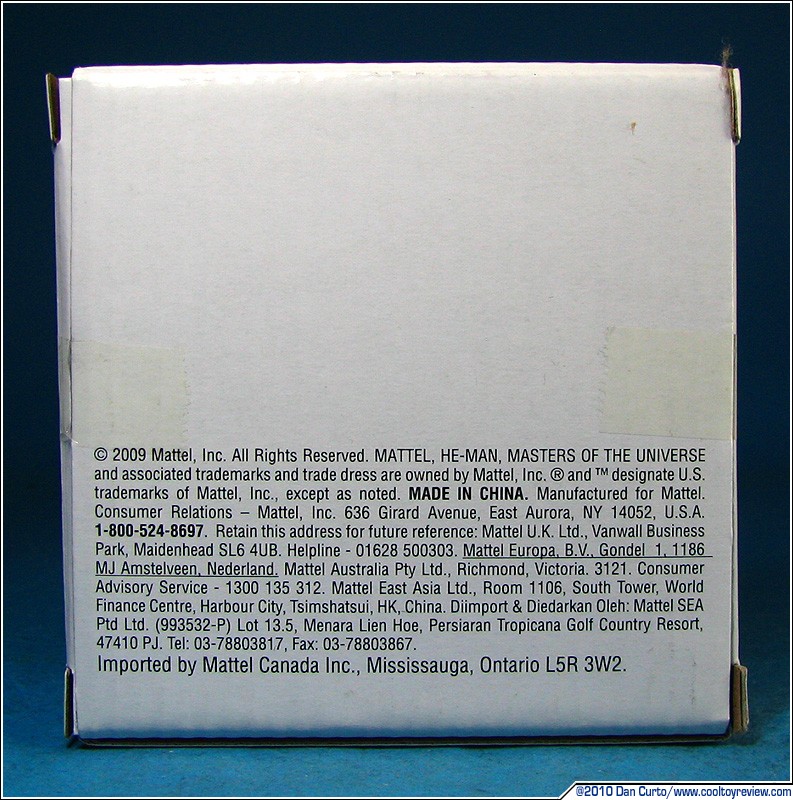 © 2009 Mattel, Inc. All Rights Reserved. MATTEL, HE-MAN, MASTERS OF THE UNIVERSE
and associated trademarks and trade dress are owned by Mattel, Inc. ® and ™ designate U.S.
trademarks of Mattel, Inc., except as noted. MADE IN CHINA. Manufactured for Mattel.
Consumer Relations – Mattel, Inc. 636 Girard Avenue, East Aurora, NY 14052, U.S.A.
1-800-524-8697. Retain this address for future reference: Mattel U.K. Ltd., Vanwall Business
Park, Maidenhead SL6 4UB. Helpline - 01628 500303. Mattel Europa, B.V., Gondel 1, 1186
MJ Amstelveen, Nederland. Mattel Australia Pty Ltd., Richmond, Victoria. 3121. Consumer
Advisory Service - 1300 135 312. Mattel East Asia Ltd., Room 1106, South Tower, World
Finance Centre, Harbour City, Tsimshatsui, HK, China. Diimport & Diedarkan Oleh: Mattel SEA
Ptd Ltd. (993532-P) Lot 13.5, Menara Lien Hoe, Persiaran Tropicana Golf Country Resort,
47410 PJ. Tel: 03-78803817, Fax: 03-78803867.
Imported by Mattel Canada Inc., Mississauga, Ontario L5R 3W2.
©2010 Dan Curto/www.cooltoyreview.com